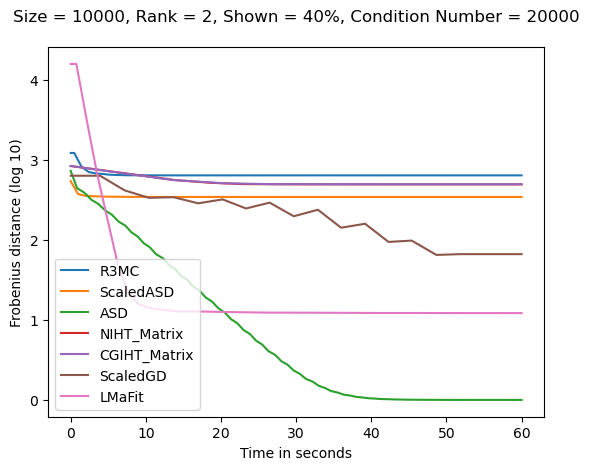 Size = 10000, Rank = 2, Shown = 40%, Condition Number = 20000
Frobenius distance (log 10)
4
3
2
1
0
R3MC
ScaledASD
ASD
NIHT_Matrix
CGIHT_Matrix
ScaledGD
LMaFit
0 10 20 30 40 50 60
Time in seconds